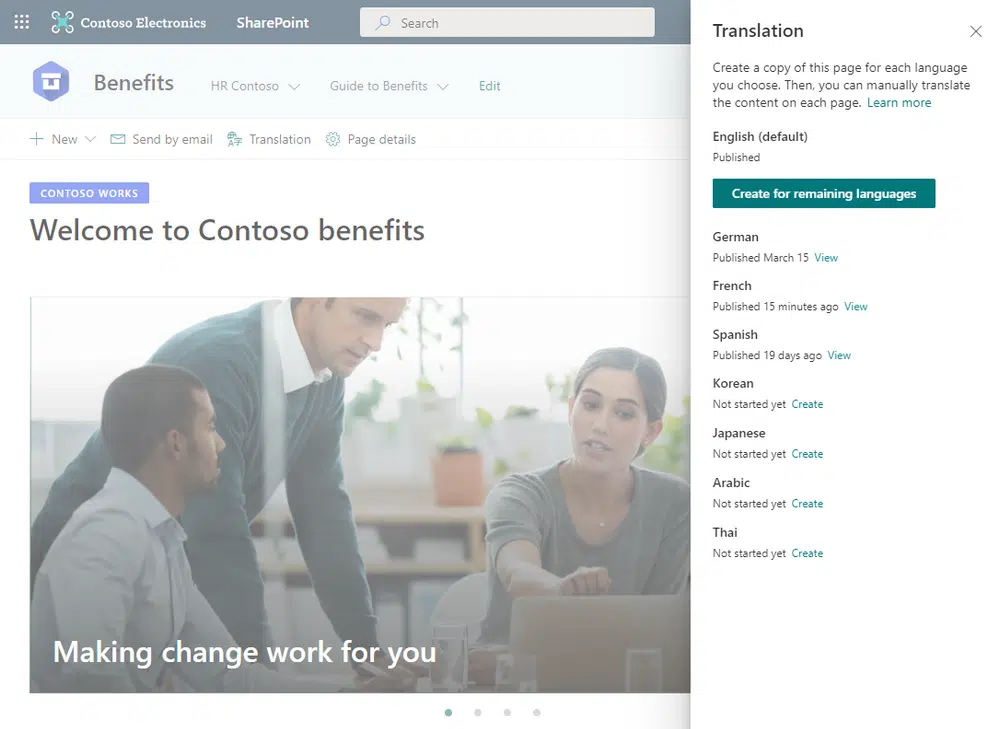 Contoso Electronics
SharePoint
Search
Benefits
HR Contoso
Guide to Benefits
Edit
New
Send by email
Translation
Page details
CONTOSO WORKS
Welcome to Contoso benefits
Making change work for you
Translation
Create a copy of this page for each language
you choose. Then, you can manually translate
the content on each page. Learn more
English (default)
Published
Create for remaining languages
German
Published March 15 View
French
Published 15 minutes ago View
Spanish
Published 19 days ago View
Korean
Not started yet Create
Japanese
Not started yet Create
Arabic
Not started yet Create
Thai
Not started yet Create